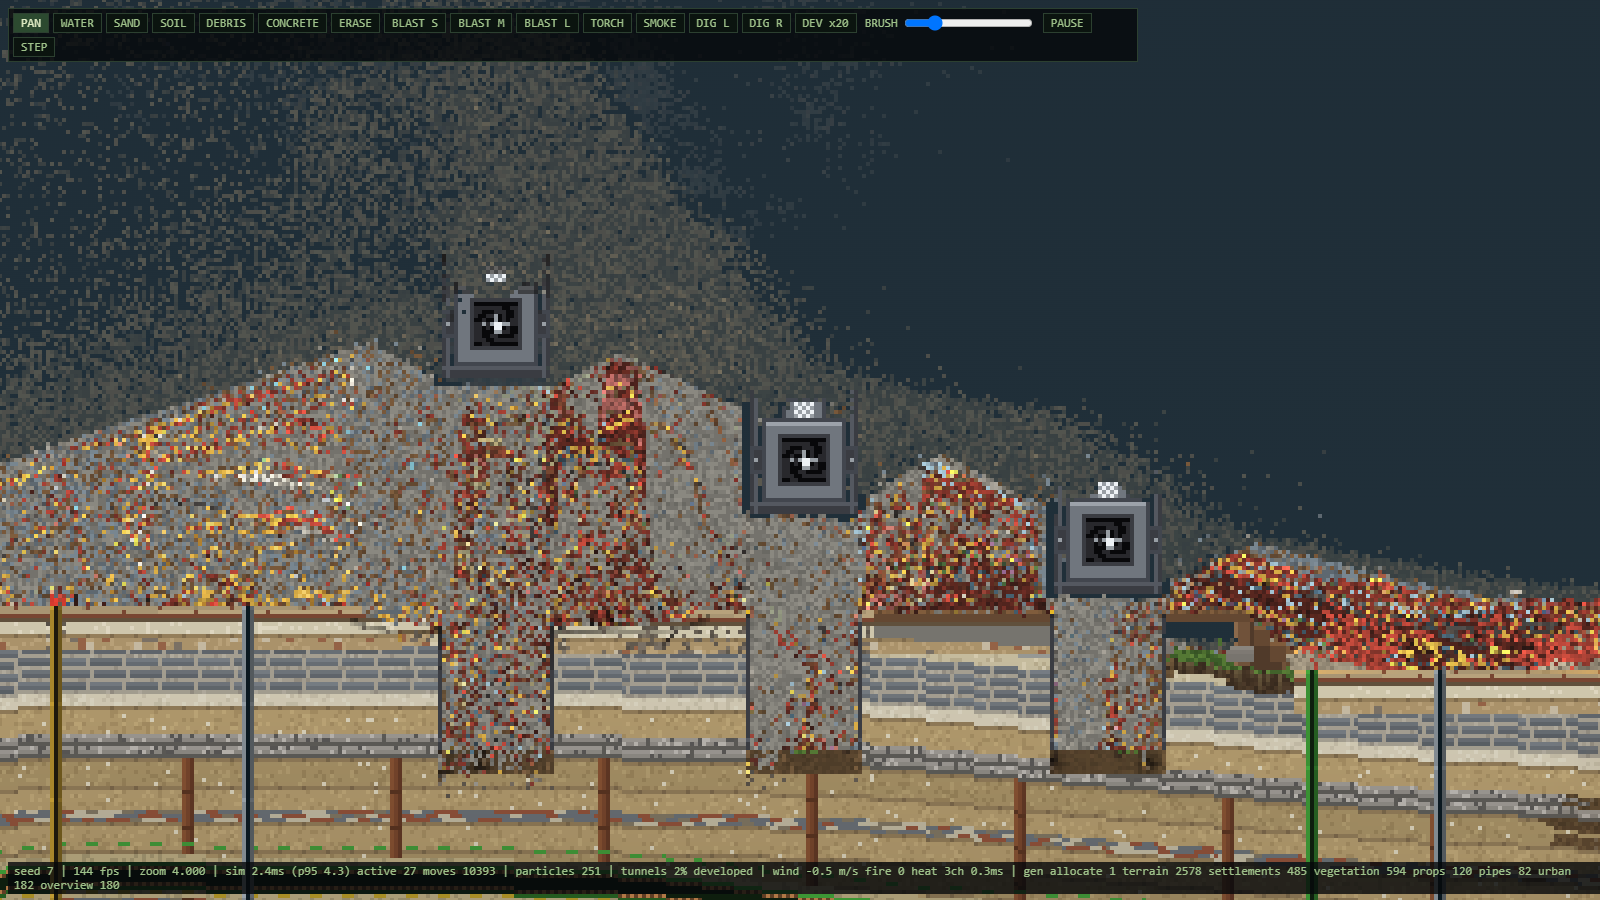 PAN WATER SAND SOIL DEBRIS CONCRETE ERASE BLAST S BLAST M BLAST L TORCH SMOKE DIG L DIG R DEV x20 BRUSH PAUSE
STEP
seed 7 | 144 fps | zoom 4.000 | sim 2.4ms (p95 4.3) active 27 moves 10393 | particles 251 | tunnels 2% developed | wind -0.5 m/s fire 0 heat 3ch 0.3ms | gen allocate 1 terrain 2578 settlements 485 vegetation 594 props 120 pipes 82 urban
182 overview 180